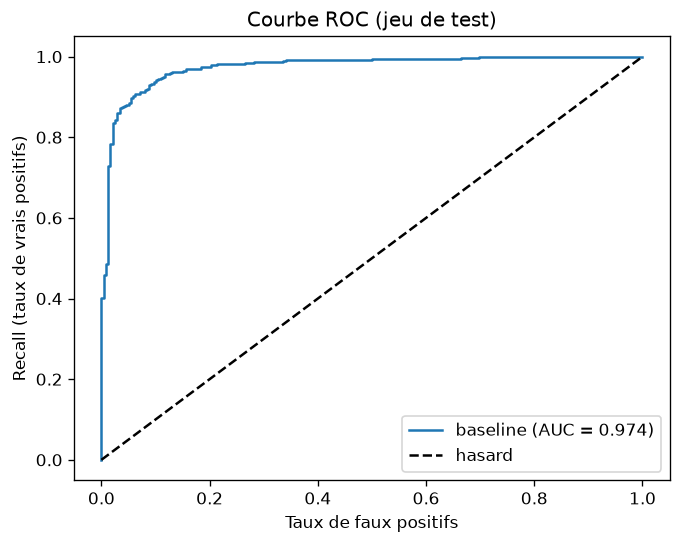 Courbe ROC (jeu de test)
Recall (taux de vrais positifs)
1.0
0.8
0.6
0.4
0.2
0.0
baseline (AUC = 0.974)
hasard
0.0 0.2 0.4 0.6 0.8 1.0
Taux de faux positifs